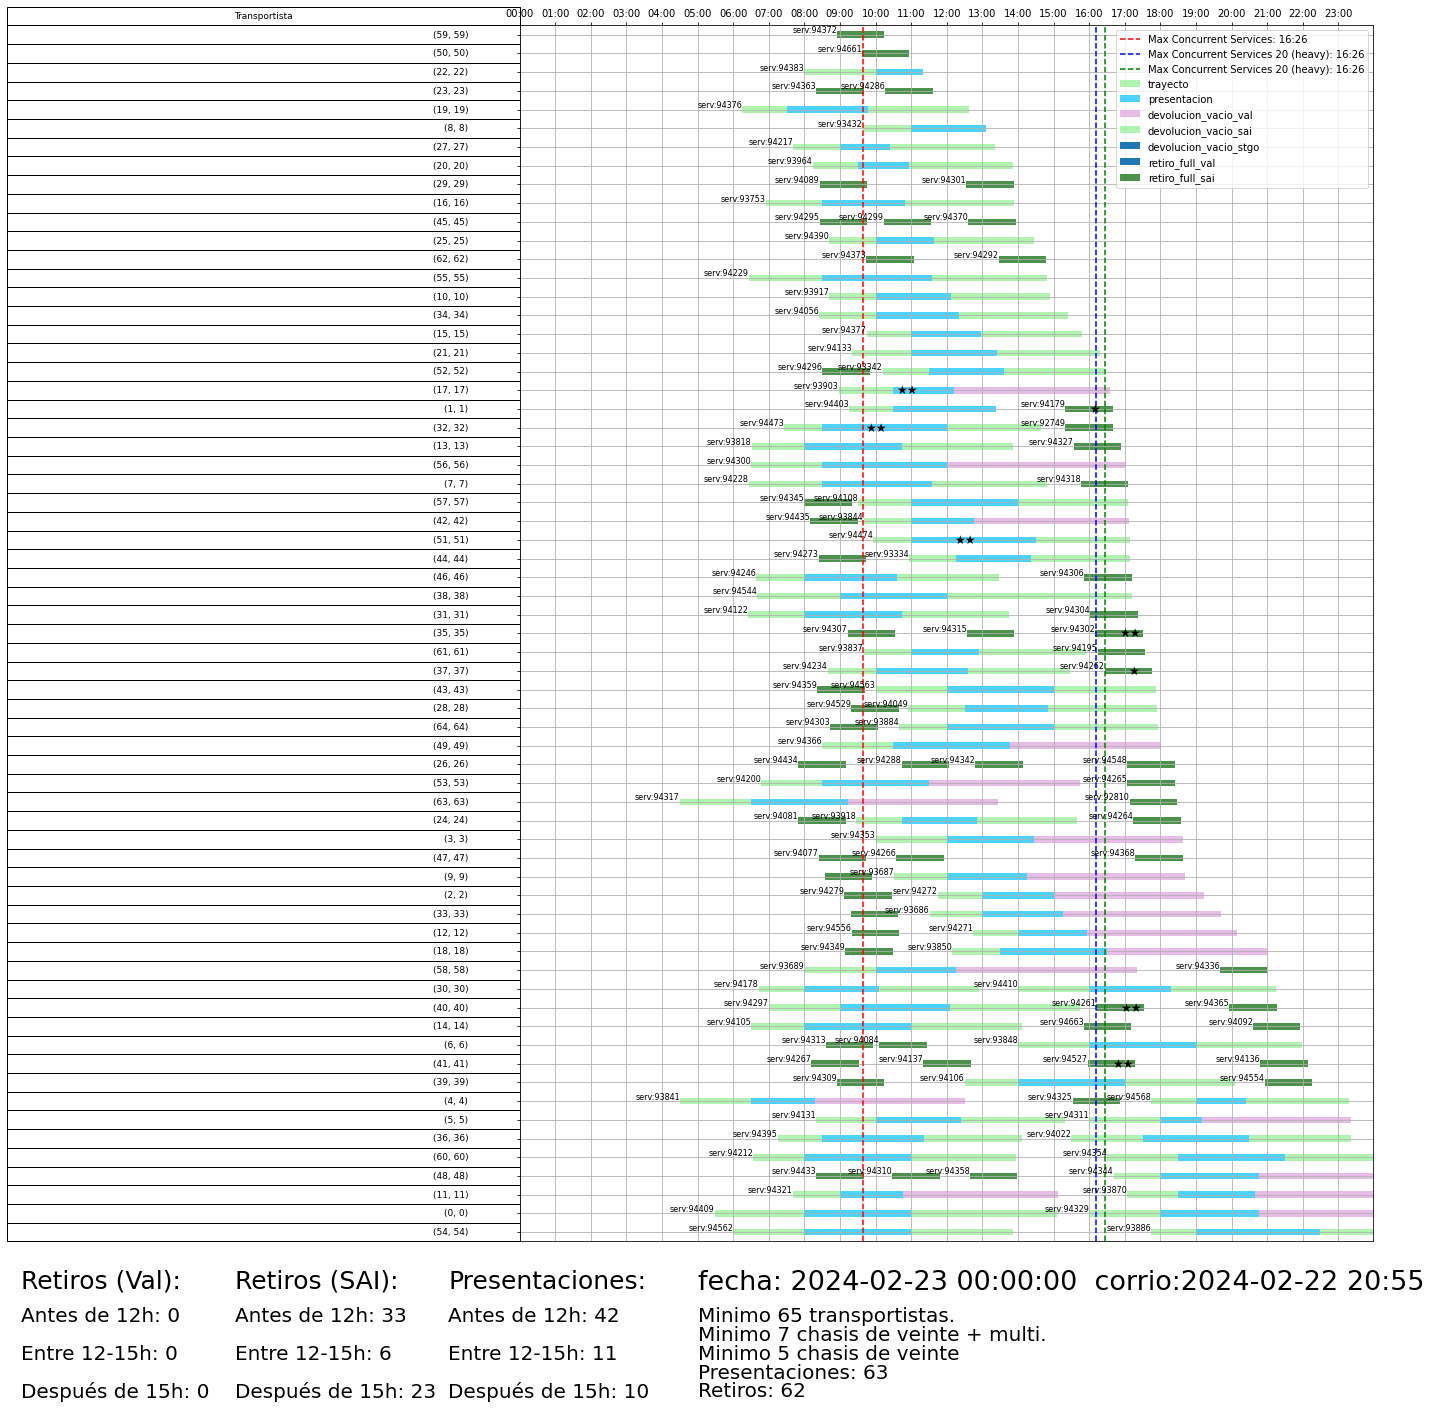 Transportista
00:00 01:00 02:00 03:00 04:00 05:00 06:00 07:00 08:00 09:00 10:00 11:00 12:00 13:00 14:00 15:00 16:00 17:00 18:00 19:00 20:00 21:00 22:00 23:00
Max Concurrent Services: 16:26
Max Concurrent Services 20 (heavy): 16:26
Max Concurrent Services 20 (heavy): 16:26
trayecto
presentacion
devolucion_vacio_val
devolucion_vacio_sai
devolucion_vacio_stgo
retiro_full_val
retiro_full_sai
(59, 59) serv:94372
(50, 50) serv:94661
(22, 22) serv:94383
(23, 23) serv:94363 serv:94286
(19, 19) serv:94376
(8, 8) serv:93432
(27, 27) serv:94217
(20, 20) serv:93964
(29, 29) serv:94089 serv:94301
(16, 16) serv:93753
(45, 45) serv:94295 serv:94299 serv:94370
(25, 25) serv:94390
(62, 62) serv:94373 serv:94292
(55, 55) serv:94229
(10, 10) serv:93917
(34, 34) serv:94056
(15, 15) serv:94377
(21, 21) serv:94133
(52, 52) serv:94296 serv:93342
(17, 17) serv:93903
(1, 1) serv:94403 serv:94179
(32, 32) serv:94473 serv:92749
(13, 13) serv:93818 serv:94327
(56, 56) serv:94300
(7, 7) serv:94228 serv:94318
(57, 57) serv:94345 serv:94108
(42, 42) serv:94435 serv:93844
(51, 51) serv:94474
(44, 44) serv:94273 serv:93334
(46, 46) serv:94246 serv:94306
(38, 38) serv:94544
(31, 31) serv:94122 serv:94304
(35, 35) serv:94307 serv:94315 serv:94302
(61, 61) serv:93837 serv:94195
(37, 37) serv:94234 serv:94262
(43, 43) serv:94359 serv:94563
(28, 28) serv:94529 serv:94049
(64, 64) serv:94303 serv:93884
(49, 49) serv:94366
(26, 26) serv:94434 serv:94288 serv:94342 serv:94548
(53, 53) serv:94200 serv:94265
(63, 63) serv:94317 serv:92810
(24, 24) serv:94081 serv:93918 serv:94264
(3, 3) serv:94353
(47, 47) serv:94077 serv:94266 serv:94368
(9, 9) serv:93687
(2, 2) serv:94279 serv:94272
(33, 33) serv:93686
(12, 12) serv:94556 serv:94271
(18, 18) serv:94349 serv:93850
(58, 58) serv:93689 serv:94336
(30, 30) serv:94178 serv:94410
(40, 40) serv:94297 serv:94261 serv:94365
(14, 14) serv:94105 serv:94663 serv:94092
(6, 6) serv:94313 serv:94084 serv:93848
(41, 41) serv:94267 serv:94137 serv:94527 serv:94136
(39, 39) serv:94309 serv:94106 serv:94554
(4, 4) serv:93841 serv:94325 serv:94568
(5, 5) serv:94131 serv:94311
(36, 36) serv:94395 serv:94022
(60, 60) serv:94212 serv:94354
(48, 48) serv:94433 serv:94310 serv:94358 serv:94344
(11, 11) serv:94321 serv:93870
(0, 0) serv:94409 serv:94329
(54, 54) serv:94562 serv:93886
Retiros (Val):
Antes de 12h: 0
Entre 12-15h: 0
Después de 15h: 0
Retiros (SAI):
Antes de 12h: 33
Entre 12-15h: 6
Después de 15h: 23
Presentaciones:
Antes de 12h: 42
Entre 12-15h: 11
Después de 15h: 10
fecha: 2024-02-23 00:00:00 corrio:2024-02-22 20:55
Minimo 65 transportistas.
Minimo 7 chasis de veinte + multi.
Minimo 5 chasis de veinte
Presentaciones: 63
Retiros: 62